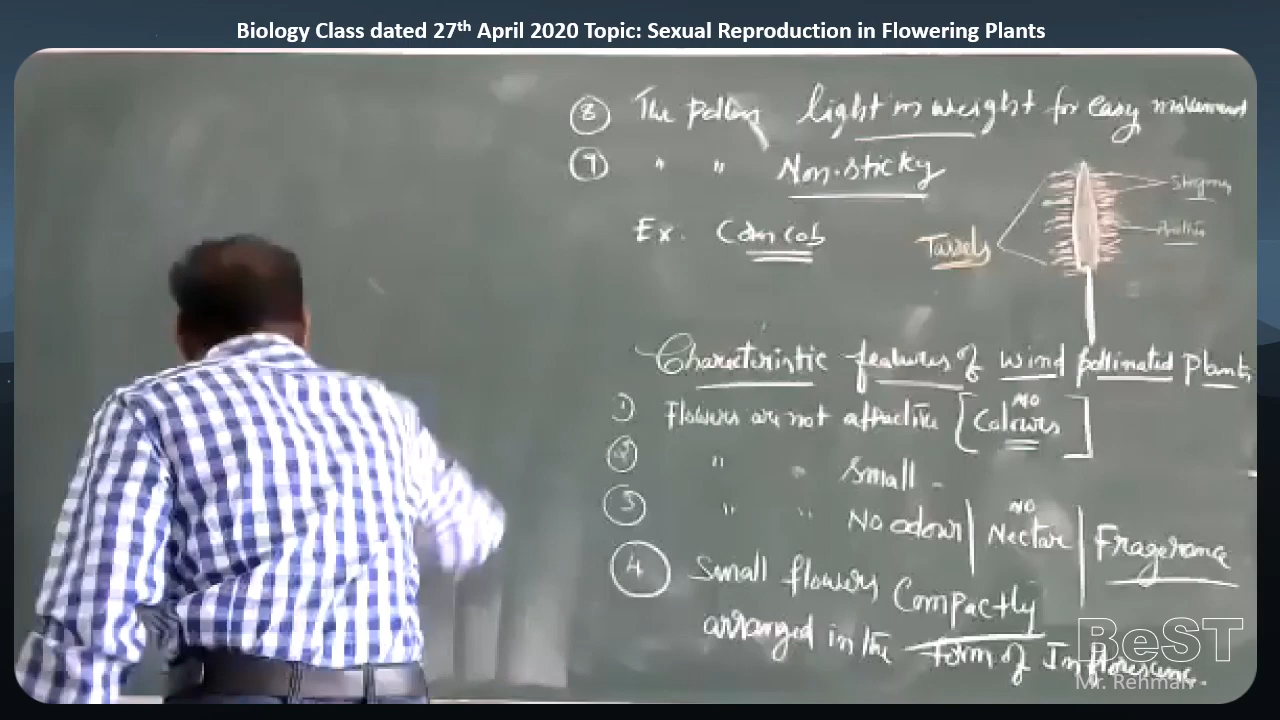 Biology Class dated 27th April 2020 Topic: Sexual Reproduction in Flowering Plants
8 The pollen light in weight for easy movement
9 " " Non-sticky
Stigma
Ex. Corn cob
Tassels
Characteristic features of wind pollinated plants
1 Flowers are not attractive [NO Colours]
2 " " small -
3 " " No odour | NO Nectar | Fragerance
4 Small flowers Compactly
arranged in the form of Inflorescence
BeST
Mr. Rehman